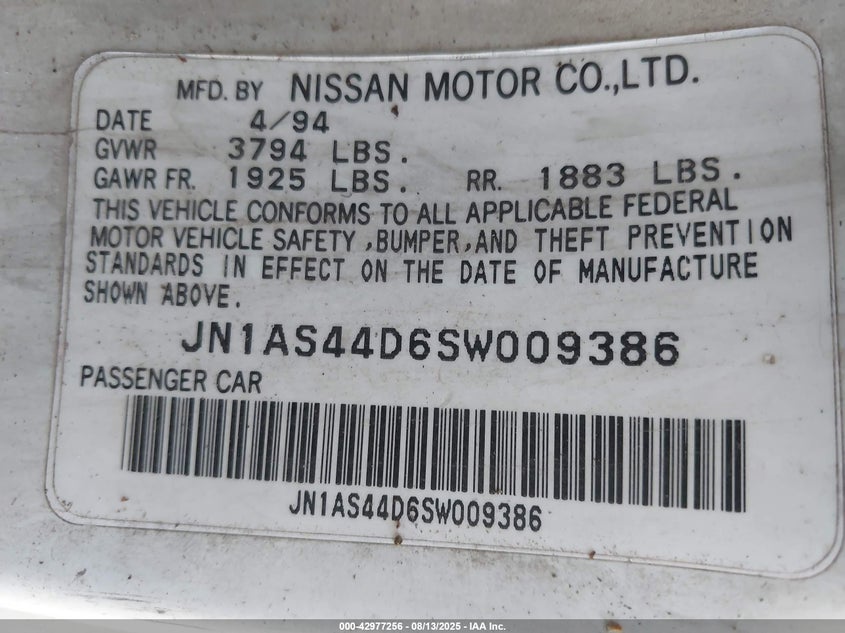 MFD. BY NISSAN MOTOR CO.,LTD.
DATE 4/94
GVWR 3794 LBS.
GAWR FR. 1925 LBS. RR. 1883 LBS.
THIS VEHICLE CONFORMS TO ALL APPLICABLE FEDERAL
MOTOR VEHICLE SAFETY ,BUMPER,AND THEFT PREVENTION
STANDARDS IN EFFECT ON THE DATE OF MANUFACTURE
SHOWN ABOVE.
JN1AS44D6SW009386
PASSENGER CAR
JN1AS44D6SW009386
000-42977256 - 08/13/2025 - IAA Inc.